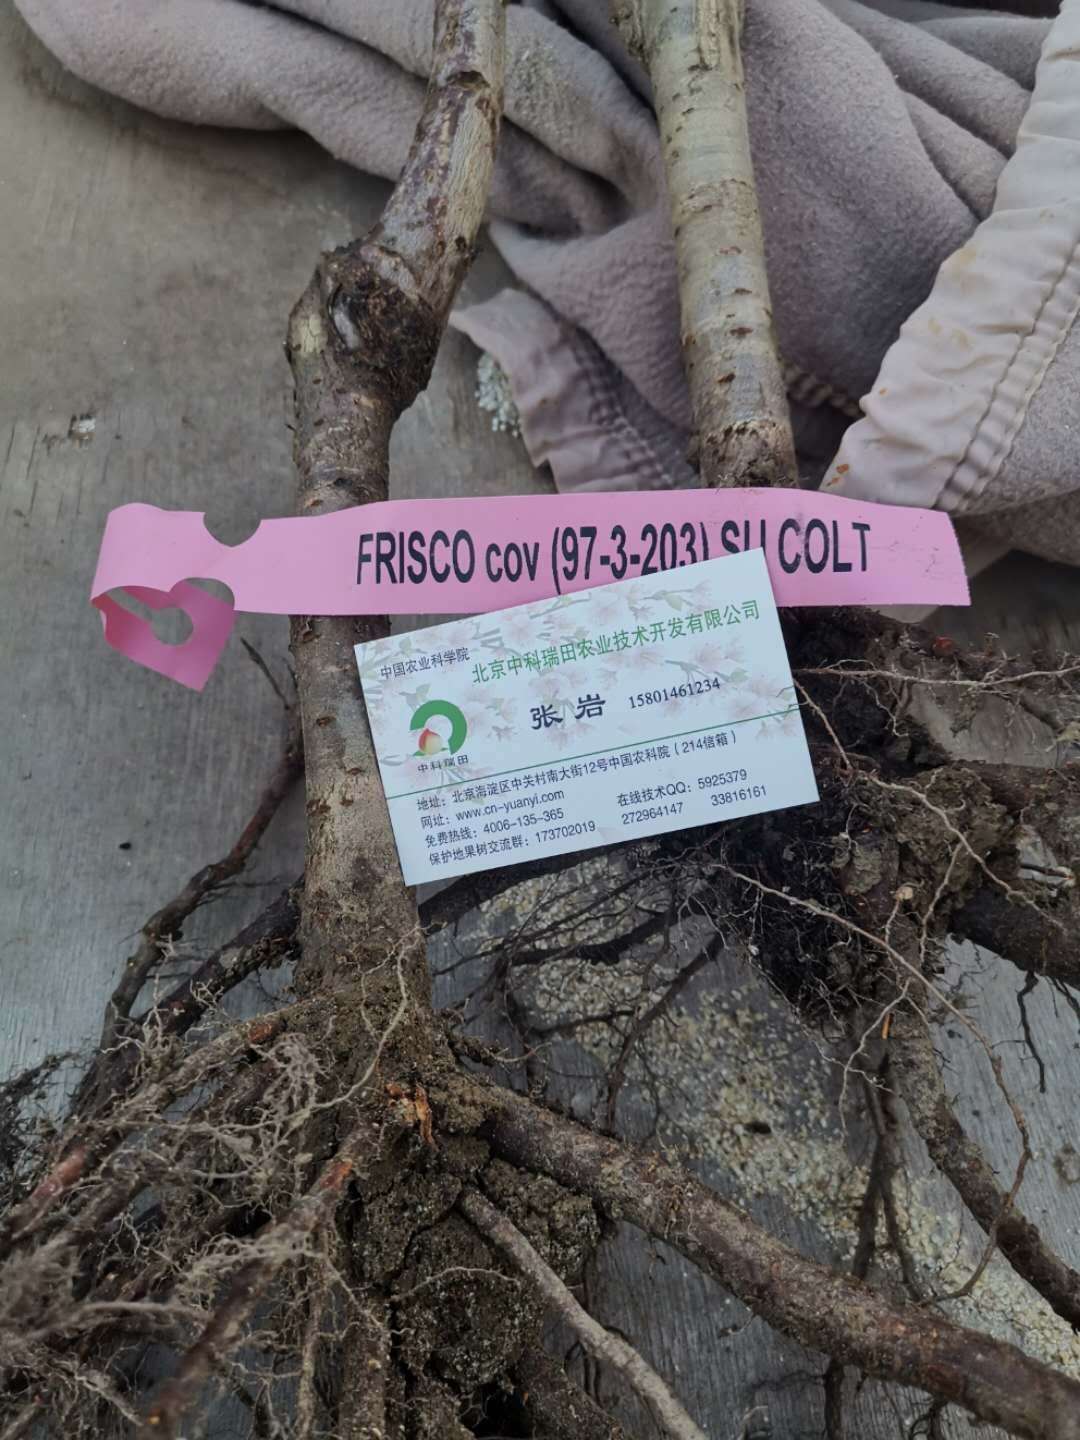 FRISCO cov (97-3-203) SU COLT
中国农业科学院
北京中科瑞田农业技术开发有限公司
张岩 15801461234
中科瑞田
地址：北京海淀区中关村南大街12号中国农科院（214信箱）
网址：www.cn-yuanyi.com
在线技术QQ：5925379
免费热线：4006-135-365
272964147 33816161
保护地果树交流群：173702019